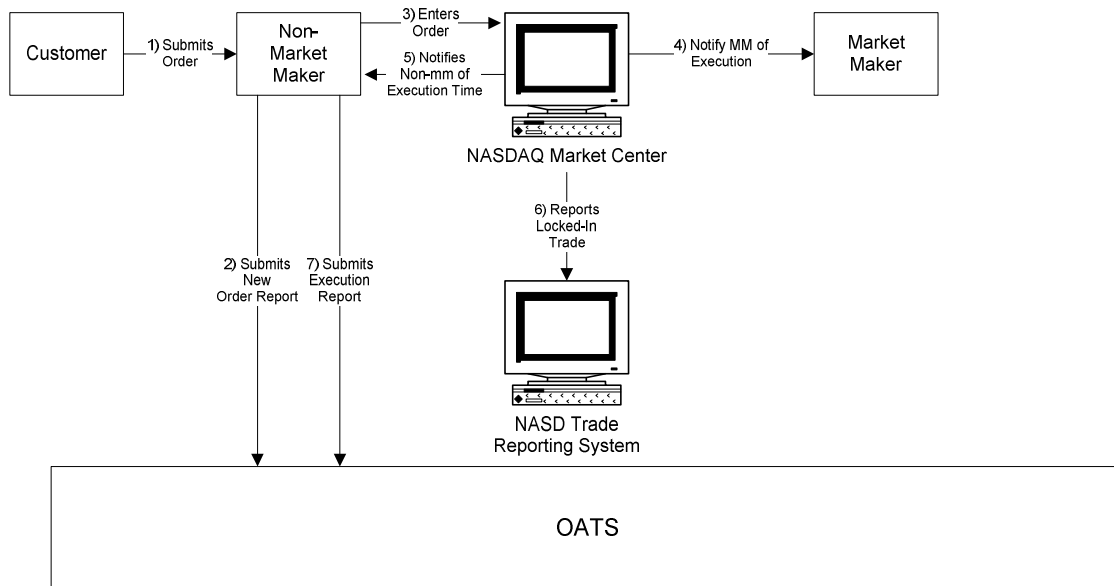 Customer
1) Submits
Order
Non-
Market
Maker
3) Enters
Order
5) Notifies
Non-mm of
Execution Time
4) Notify MM of
Execution
Market
Maker
NASDAQ Market Center
6) Reports
Locked-In
Trade
2) Submits
New
Order Report
7) Submits
Execution
Report
NASD Trade
Reporting System
OATS